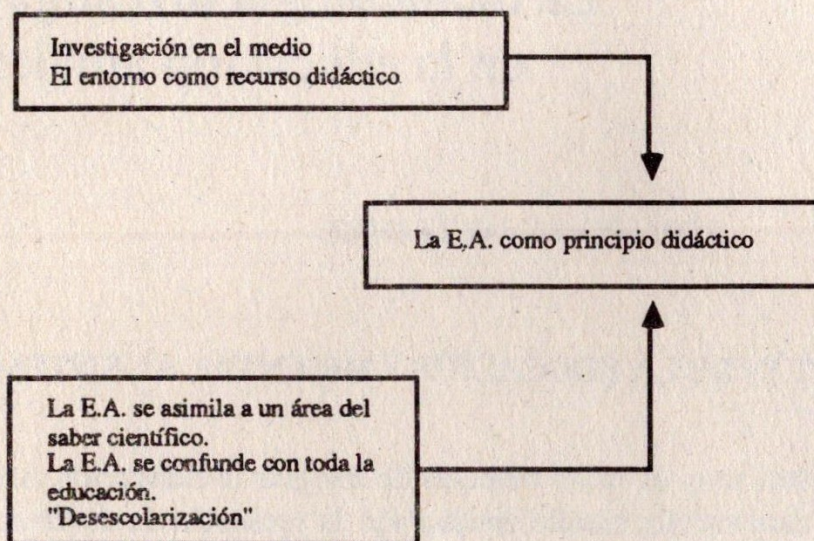 Investigación en el medio
El entorno como recurso didáctico
La E.A. como principio didáctico
La E.A. se asimila a un área del
saber científico.
La E.A. se confunde con toda la
educación.
"Desescolarización"